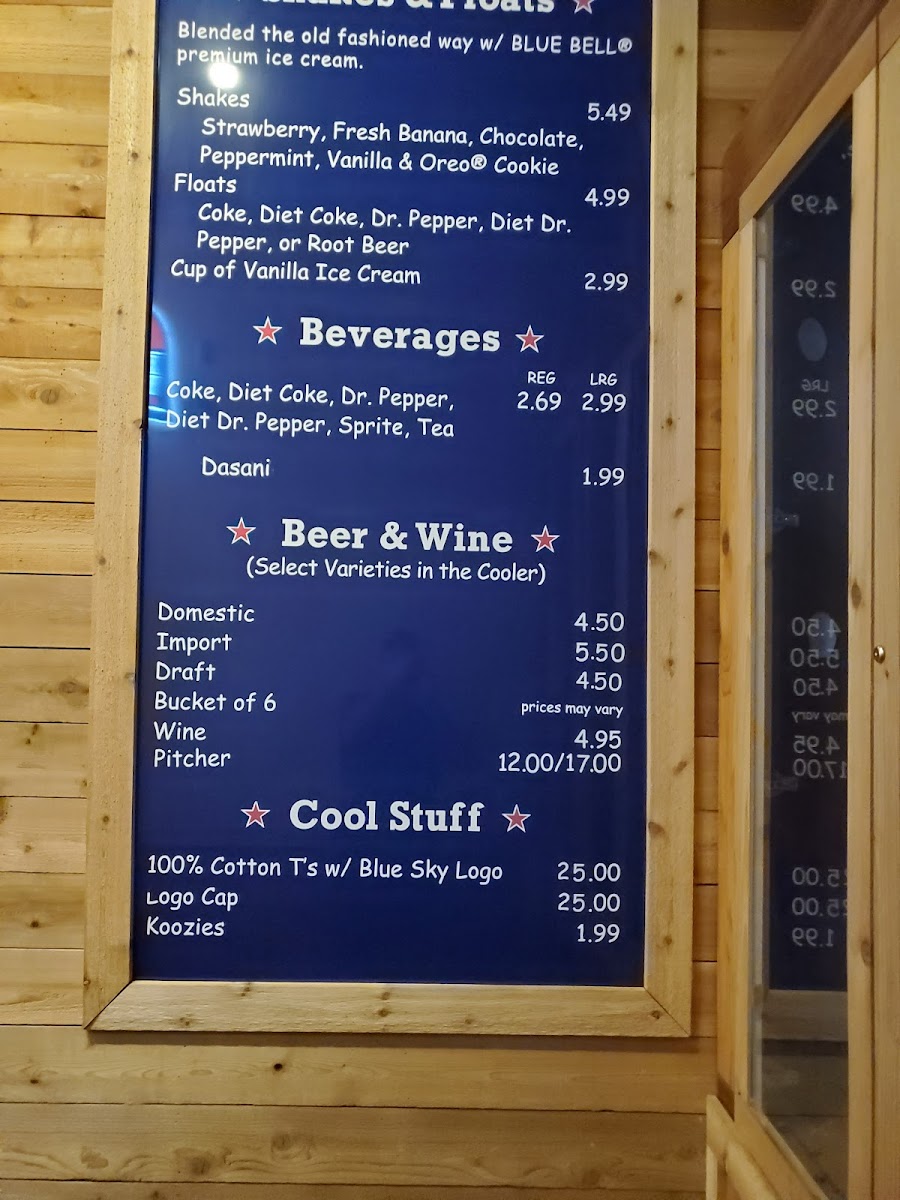 Shakes & Floats
Blended the old fashioned way w/ BLUE BELL®
premium ice cream.
Shakes 5.49
Strawberry, Fresh Banana, Chocolate,
Peppermint, Vanilla & Oreo® Cookie
Floats 4.99
Coke, Diet Coke, Dr. Pepper, Diet Dr.
Pepper, or Root Beer
Cup of Vanilla Ice Cream 2.99
Beverages
REG LRG
Coke, Diet Coke, Dr. Pepper, 2.69 2.99
Diet Dr. Pepper, Sprite, Tea
Dasani 1.99
Beer & Wine
(Select Varieties in the Cooler)
Domestic 4.50
Import 5.50
Draft 4.50
Bucket of 6 prices may vary
Wine 4.95
Pitcher 12.00/17.00
Cool Stuff
100% Cotton T's w/ Blue Sky Logo 25.00
Logo Cap 25.00
Koozies 1.99